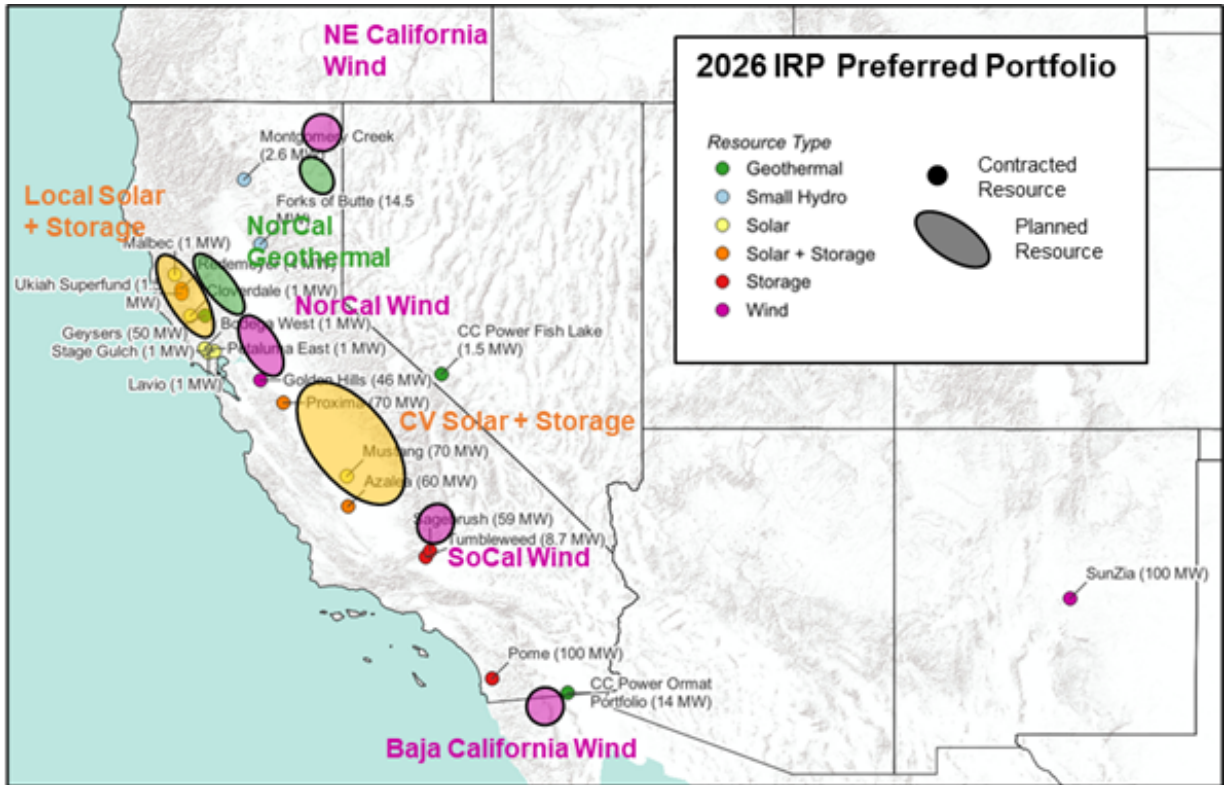 NE California
Wind
2026 IRP Preferred Portfolio
Resource Type
Geothermal
Small Hydro
Solar
Solar + Storage
Storage
Wind
Contracted
Resource
Planned
Resource
Montgomery Creek
(2.6 MW)
Forks of Butte (14.5
MW)
Local Solar
+ Storage
NorCal
Geothermal
Malbec (1 MW)
Redemeyer (1 MW)
Ukiah Superfund (1.5
MW)
Cloverdale (1 MW)
NorCal Wind
Geysers (50 MW)
Bodega West (1 MW)
Stage Gulch (1 MW)
Petaluma East (1 MW)
Lavio (1 MW)
Golden Hills (46 MW)
CC Power Fish Lake
(1.5 MW)
Proxima (70 MW)
CV Solar + Storage
Mustang (70 MW)
Azalea (60 MW)
Sagebrush (59 MW)
Tumbleweed (8.7 MW)
SoCal Wind
SunZia (100 MW)
Pome (100 MW)
CC Power Ormat
Portfolio (14 MW)
Baja California Wind